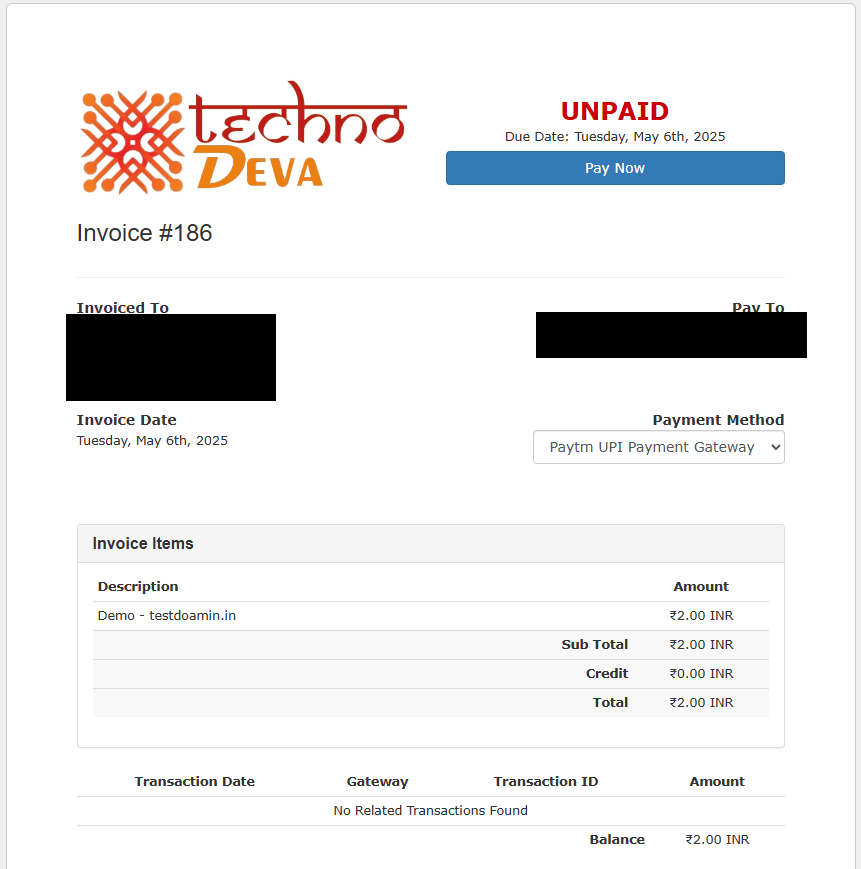 techno
DEVA
UNPAID
Due Date: Tuesday, May 6th, 2025
Pay Now
Invoice #186
Invoiced To
Pay To
Invoice Date
Tuesday, May 6th, 2025
Payment Method
Paytm UPI Payment Gateway
Invoice Items
Description Amount
Demo - testdoamin.in ₹2.00 INR
Sub Total ₹2.00 INR
Credit ₹0.00 INR
Total ₹2.00 INR
Transaction Date Gateway Transaction ID Amount
No Related Transactions Found
Balance ₹2.00 INR